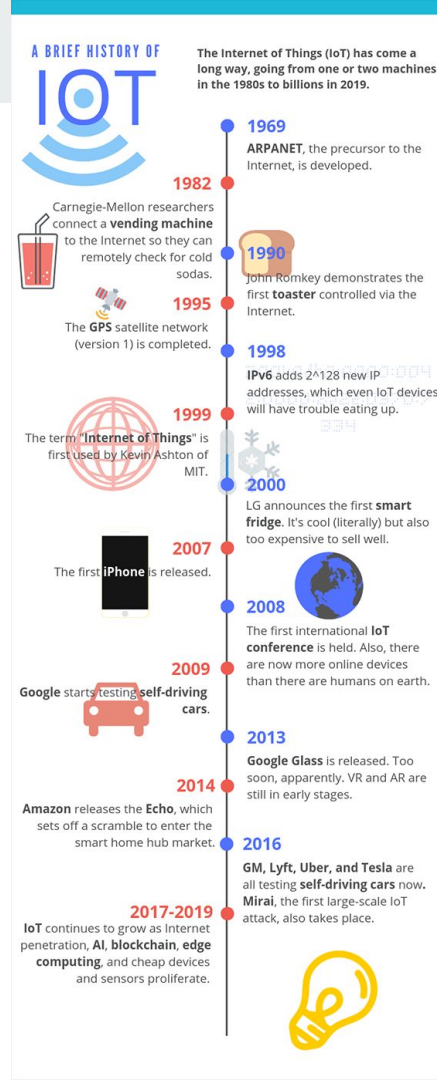 A BRIEF HISTORY OF
IOT
The Internet of Things (IoT) has come a
long way, going from one or two machines
in the 1980s to billions in 2019.
1969
ARPANET, the precursor to the
Internet, is developed.
1982
Carnegie-Mellon researchers
connect a vending machine
to the Internet so they can
remotely check for cold
sodas.
1990
John Romkey demonstrates the
first toaster controlled via the
Internet.
1995
The GPS satellite network
(version 1) is completed.
1998
IPv6 adds 2^128 new IP
addresses, which even IoT devices
will have trouble eating up.
334
1999
The term "Internet of Things" is
first used by Kevin Ashton of
MIT.
2000
LG announces the first smart
fridge. It's cool (literally) but also
too expensive to sell well.
2007
The first iPhone is released.
2008
The first international IoT
conference is held. Also, there
are now more online devices
than there are humans on earth.
2009
Google starts testing self-driving
cars.
2013
Google Glass is released. Too
soon, apparently. VR and AR are
still in early stages.
2014
Amazon releases the Echo, which
sets off a scramble to enter the
smart home hub market.
2016
GM, Lyft, Uber, and Tesla are
all testing self-driving cars now.
Mirai, the first large-scale IoT
attack, also takes place.
2017-2019
IoT continues to grow as Internet
penetration, AI, blockchain, edge
computing, and cheap devices
and sensors proliferate.